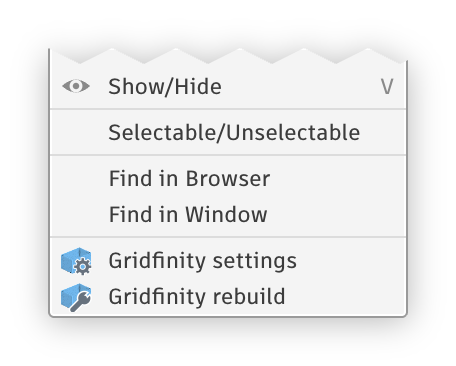 Show/Hide V
Selectable/Unselectable
Find in Browser
Find in Window
Gridfinity settings
Gridfinity rebuild